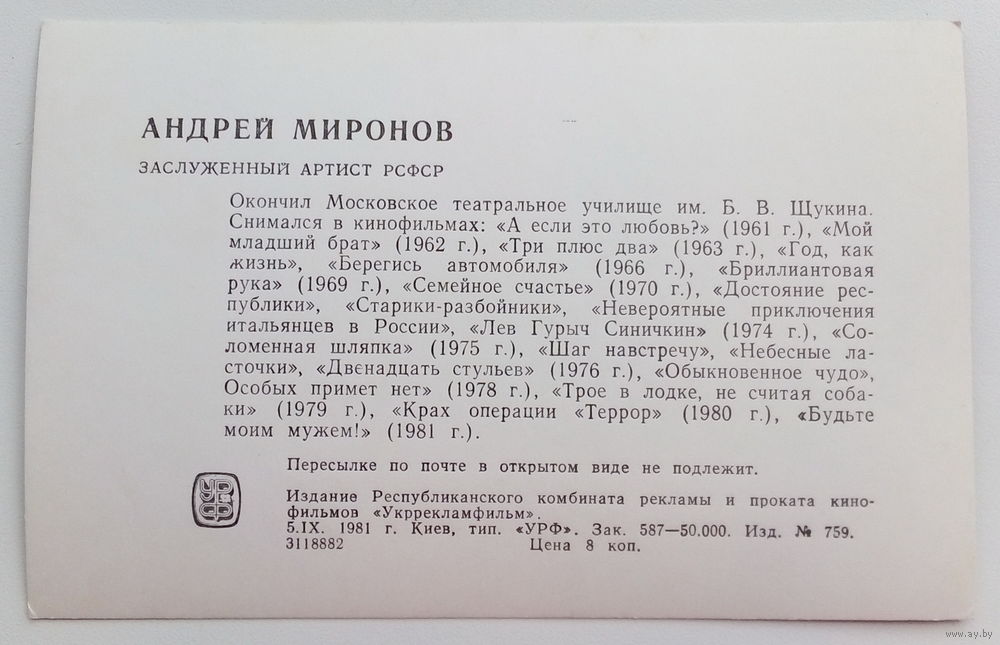 АНДРЕЙ МИРОНОВ
ЗАСЛУЖЕННЫЙ АРТИСТ РСФСР
Окончил Московское театральное училище им. Б. В. Щукина.
Снимался в кинофильмах: «А если это любовь?» (1961 г.), «Мой
младший брат» (1962 г.), «Три плюс два» (1963 г.), «Год, как
жизнь», «Берегись автомобиля» (1966 г.), «Бриллиантовая
рука» (1969 г.), «Семейное счастье» (1970 г.), «Достояние рес-
публики», «Старики-разбойники», «Невероятные приключения
итальянцев в России», «Лев Гурыч Синичкин» (1974 г.), «Со-
ломенная шляпка» (1975 г.), «Шаг навстречу», «Небесные ла-
сточки», «Двенадцать стульев» (1976 г.), «Обыкновенное чудо»,
Особых примет нет» (1978 г.), «Трое в лодке, не считая соба-
ки» (1979 г.), «Крах операции «Террор» (1980 г.), «Будьте
моим мужем!» (1981 г.).
Пересылке по почте в открытом виде не подлежит.
УРФ
Издание Республиканского комбината рекламы и проката кино-
фильмов «Укррекламфильм».
5.IX. 1981 г. Киев, тип. «УРФ». Зак. 587—50.000. Изд. № 759.
3118882 Цена 8 коп.
www.ay.by